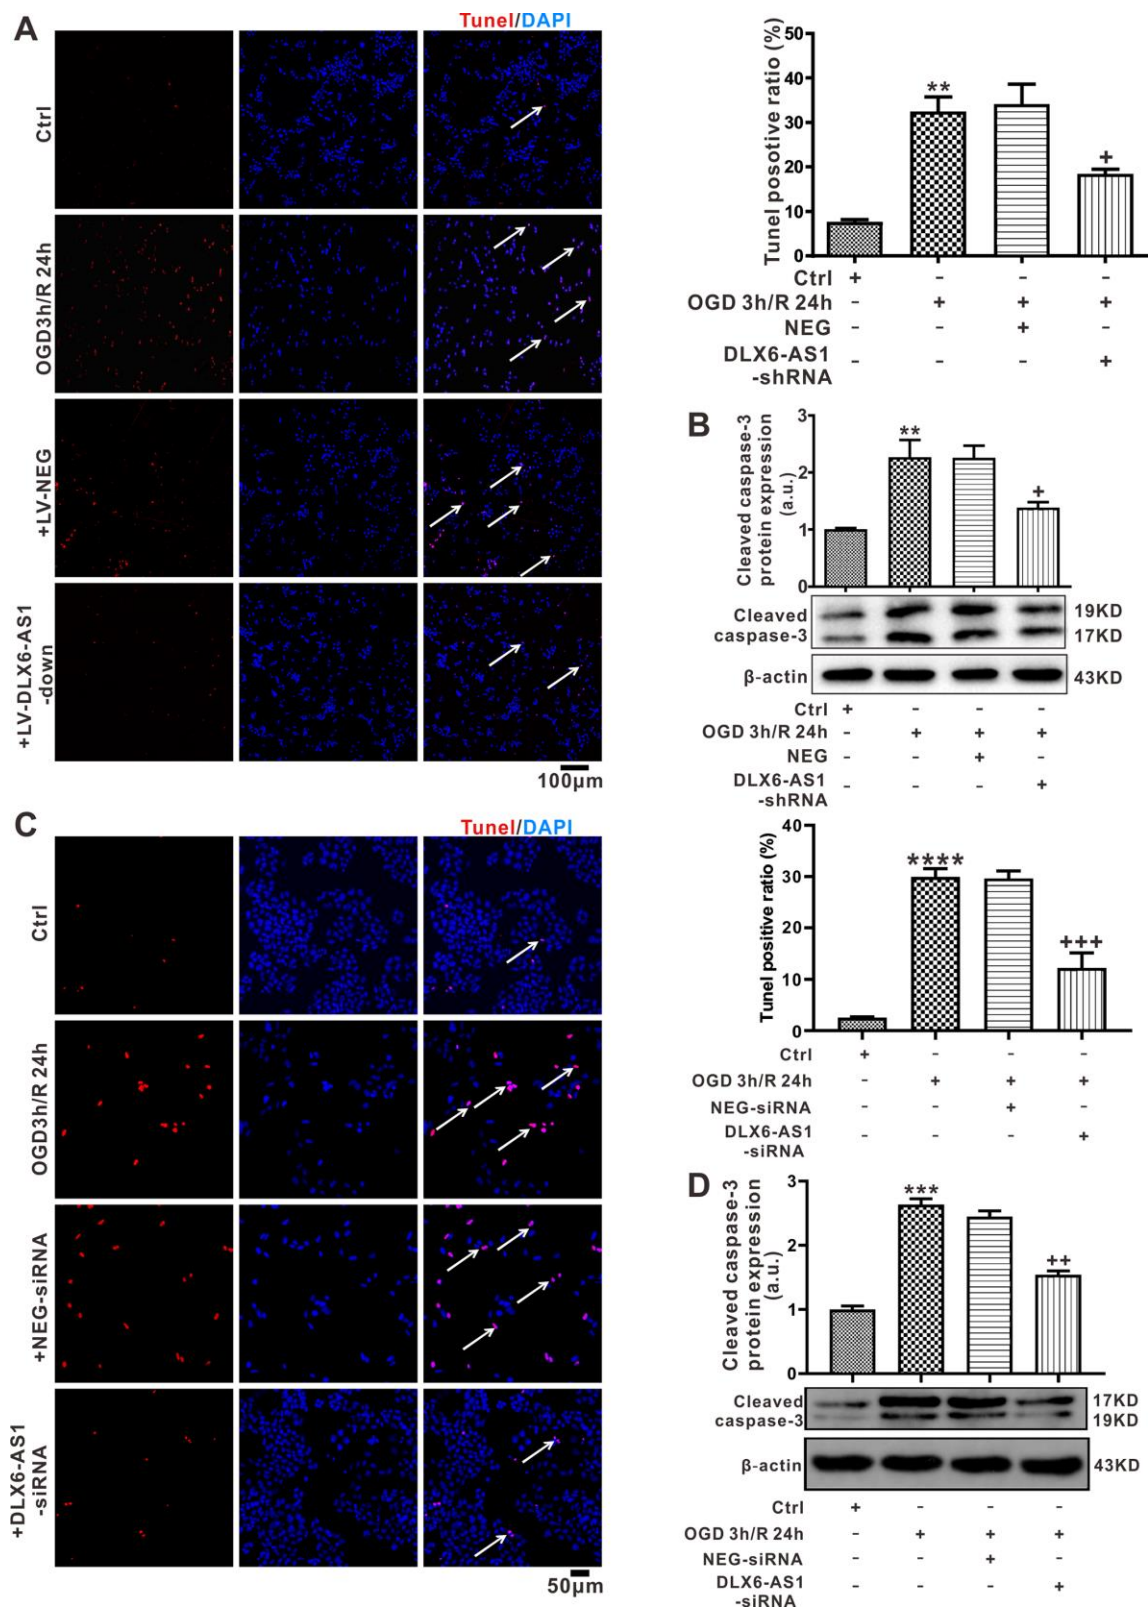 A
Tunel/DAPI
Ctrl
OGD3h/R 24h
+LV-NEG
+LV-DLX6-AS1
-down
100μm
Tunel posotive ratio (%)
50
40
30
20
10
0
**
+
Ctrl + - - -
OGD 3h/R 24h - + + +
NEG - - + -
DLX6-AS1
-shRNA - - - +
B
Cleaved caspase-3
protein expression
(a.u.)
3
2
1
0
**
+
Cleaved
caspase-3
19KD
17KD
β-actin
43KD
Ctrl + - - -
OGD 3h/R 24h - + + +
NEG - - + -
DLX6-AS1
-shRNA - - - +
C
Tunel/DAPI
Ctrl
OGD3h/R 24h
+NEG-siRNA
+DLX6-AS1
-siRNA
50μm
Tunel positive ratio (%)
40
30
20
10
0
****
+++
Ctrl + - - -
OGD 3h/R 24h - + + +
NEG-siRNA - - + -
DLX6-AS1
-siRNA - - - +
D
Cleaved caspase-3
protein expression
(a.u.)
3
2
1
0
***
++
Cleaved
caspase-3
17KD
19KD
β-actin
43KD
Ctrl + - - -
OGD 3h/R 24h - + + +
NEG-siRNA - - + -
DLX6-AS1
-siRNA - - - +